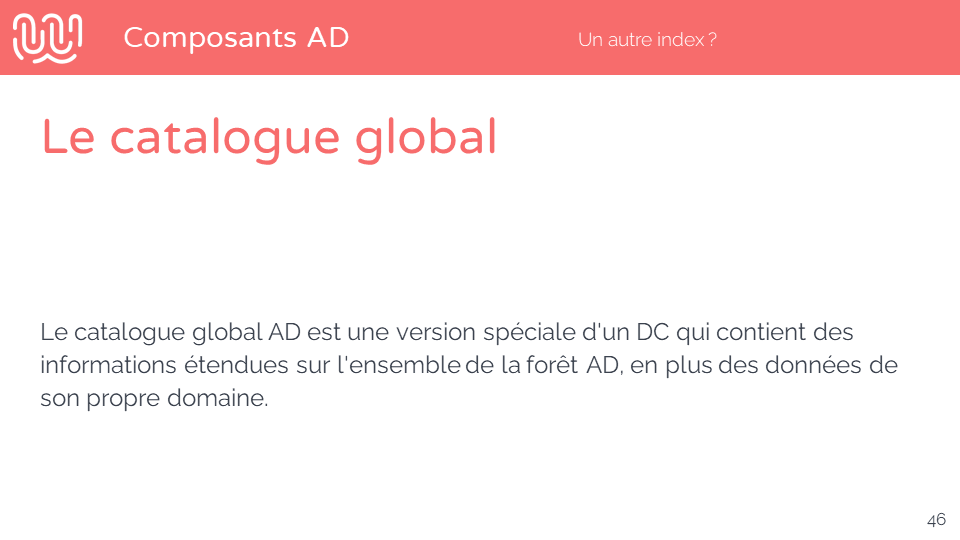 Composants AD
Un autre index ?
Le catalogue global
Le catalogue global AD est une version spéciale d'un DC qui contient des
informations étendues sur l'ensemble de la forêt AD, en plus des données de
son propre domaine.
46